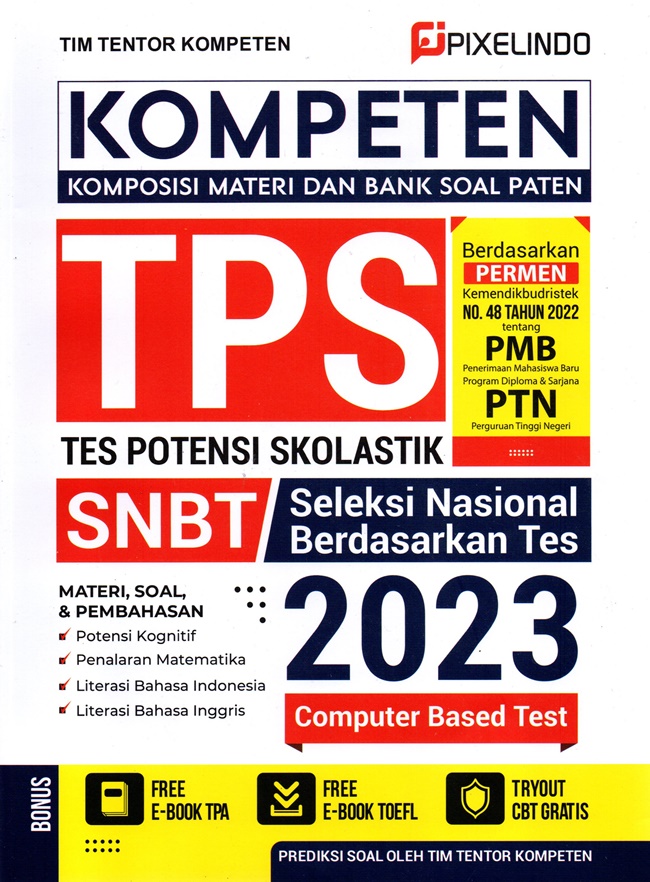 TIM TENTOR KOMPETEN
PIXELINDO
KOMPETEN
KOMPOSISI MATERI DAN BANK SOAL PATEN
TPS
TES POTENSI SKOLASTIK
Berdasarkan
PERMEN
Kemendikbudristek
NO. 48 TAHUN 2022
tentang
PMB
Penerimaan Mahasiswa Baru
Program Diploma & Sarjana
PTN
Perguruan Tinggi Negeri
SNBT
Seleksi Nasional
Berdasarkan Tes
2023
Computer Based Test
MATERI, SOAL,
& PEMBAHASAN
Potensi Kognitif
Penalaran Matematika
Literasi Bahasa Indonesia
Literasi Bahasa Inggris
BONUS
FREE
E-BOOK TPA
FREE
E-BOOK TOEFL
TRYOUT
CBT GRATIS
PREDIKSI SOAL OLEH TIM TENTOR KOMPETEN